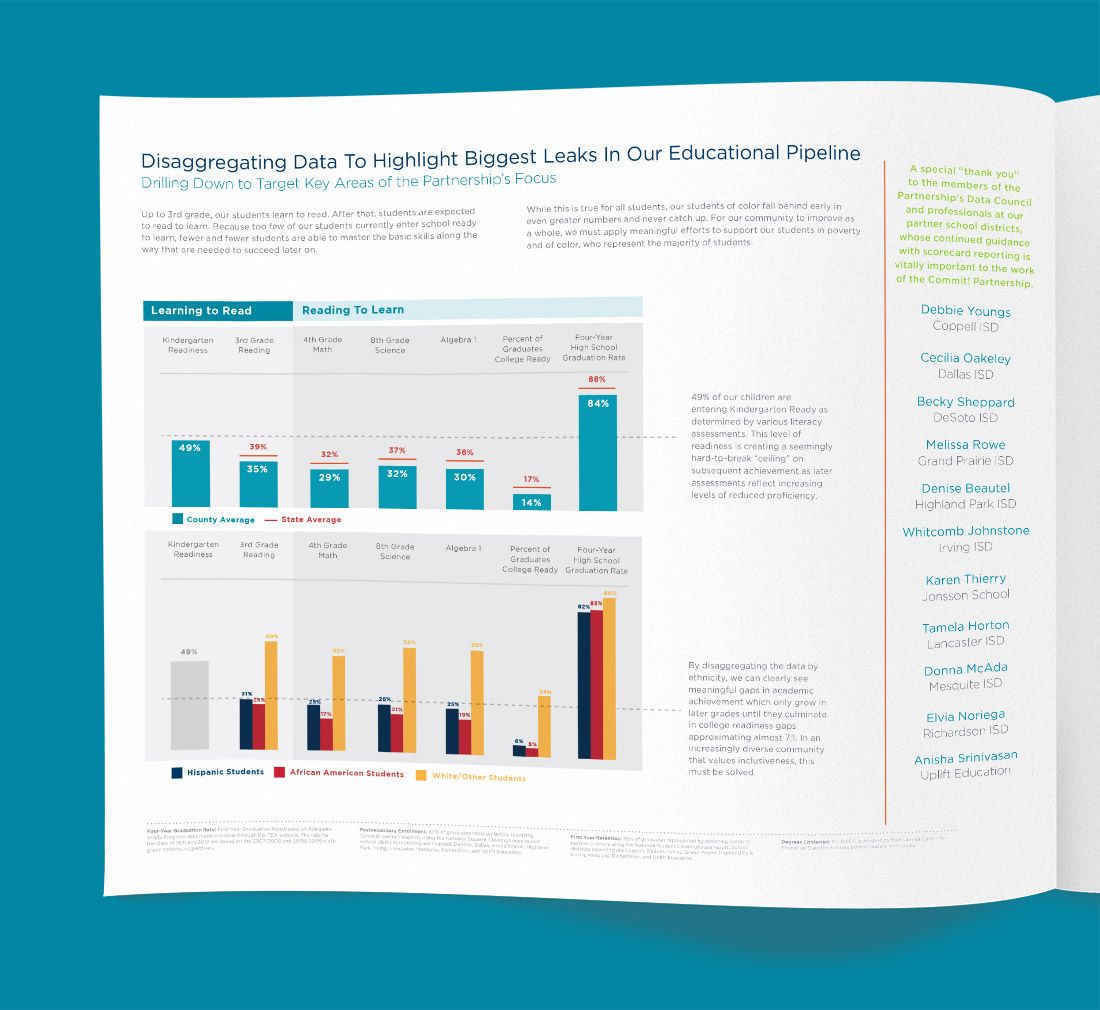 Disaggregating Data To Highlight Biggest Leaks In Our Educational Pipeline
Drilling Down to Target Key Areas of the Partnership's Focus
Up to 3rd grade, our students learn to read. After that, students are expected
to read to learn. Because too few of our students currently enter school ready
to learn, fewer and fewer students are able to master the basic skills along the
way that are needed to succeed later on.
While this is true for all students, our students of color fall behind early in
even greater numbers and never catch up. For our community to improve as
a whole, we must apply meaningful efforts to support our students in poverty
and of color, who represent the majority of students.
Learning to Read
Reading To Learn
Kindergarten
Readiness
3rd Grade
Reading
4th Grade
Math
8th Grade
Science
Algebra 1
Percent of
Graduates
College Ready
Four-Year
High School
Graduation Rate
49%
39%
35%
32%
29%
37%
32%
36%
30%
17%
14%
88%
84%
County Average
State Average
49% of our children are
entering Kindergarten Ready as
determined by various literacy
assessments. This level of
readiness is creating a seemingly
hard-to-break "ceiling" on
subsequent achievement as later
assessments reflect increasing
levels of reduced proficiency.
Kindergarten
Readiness
3rd Grade
Reading
4th Grade
Math
8th Grade
Science
Algebra 1
Percent of
Graduates
College Ready
Four-Year
High School
Graduation Rate
49%
31%
60%
25%
17%
26%
21%
25%
19%
6%
34%
82%
83%
Hispanic Students
African American Students
White/Other Students
By disaggregating the data by
ethnicity, we can clearly see
meaningful gaps in academic
achievement which only grow in
later grades until they culminate
in college readiness gaps
approximating almost 7:1. In an
increasingly diverse community
that values inclusiveness, this
must be solved.
Four-Year Graduation Rate:
Postsecondary Enrollment:
First Year Retention:
Degrees Conferred:
A special "thank you"
to the members of the
Partnership's Data Council
and professionals at our
partner school districts,
whose continued guidance
with scorecard reporting is
vitally important to the work
of the Commit! Partnership.
Debbie Youngs
Coppell ISD
Cecilia Oakeley
Dallas ISD
Becky Sheppard
DeSoto ISD
Melissa Rowe
Grand Prairie ISD
Denise Beautel
Highland Park ISD
Whitcomb Johnstone
Irving ISD
Karen Thierry
Jonsson School
Tamela Horton
Lancaster ISD
Donna McAda
Mesquite ISD
Elvia Noriega
Richardson ISD
Anisha Srinivasan
Uplift Education